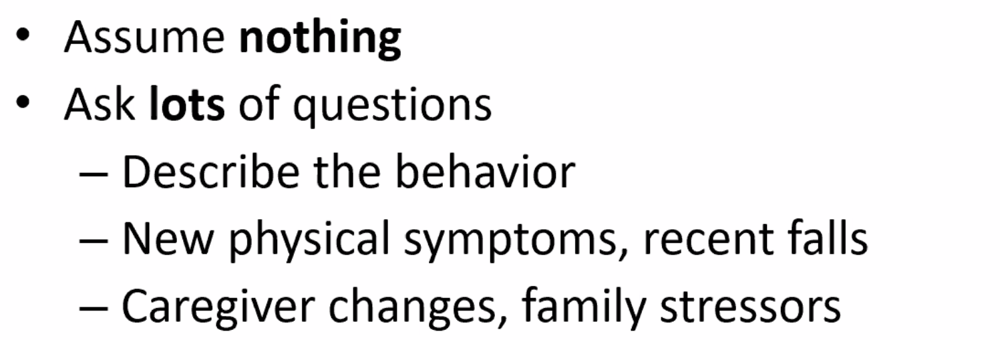 • Assume nothing
• Ask lots of questions
– Describe the behavior
– New physical symptoms, recent falls
– Caregiver changes, family stressors